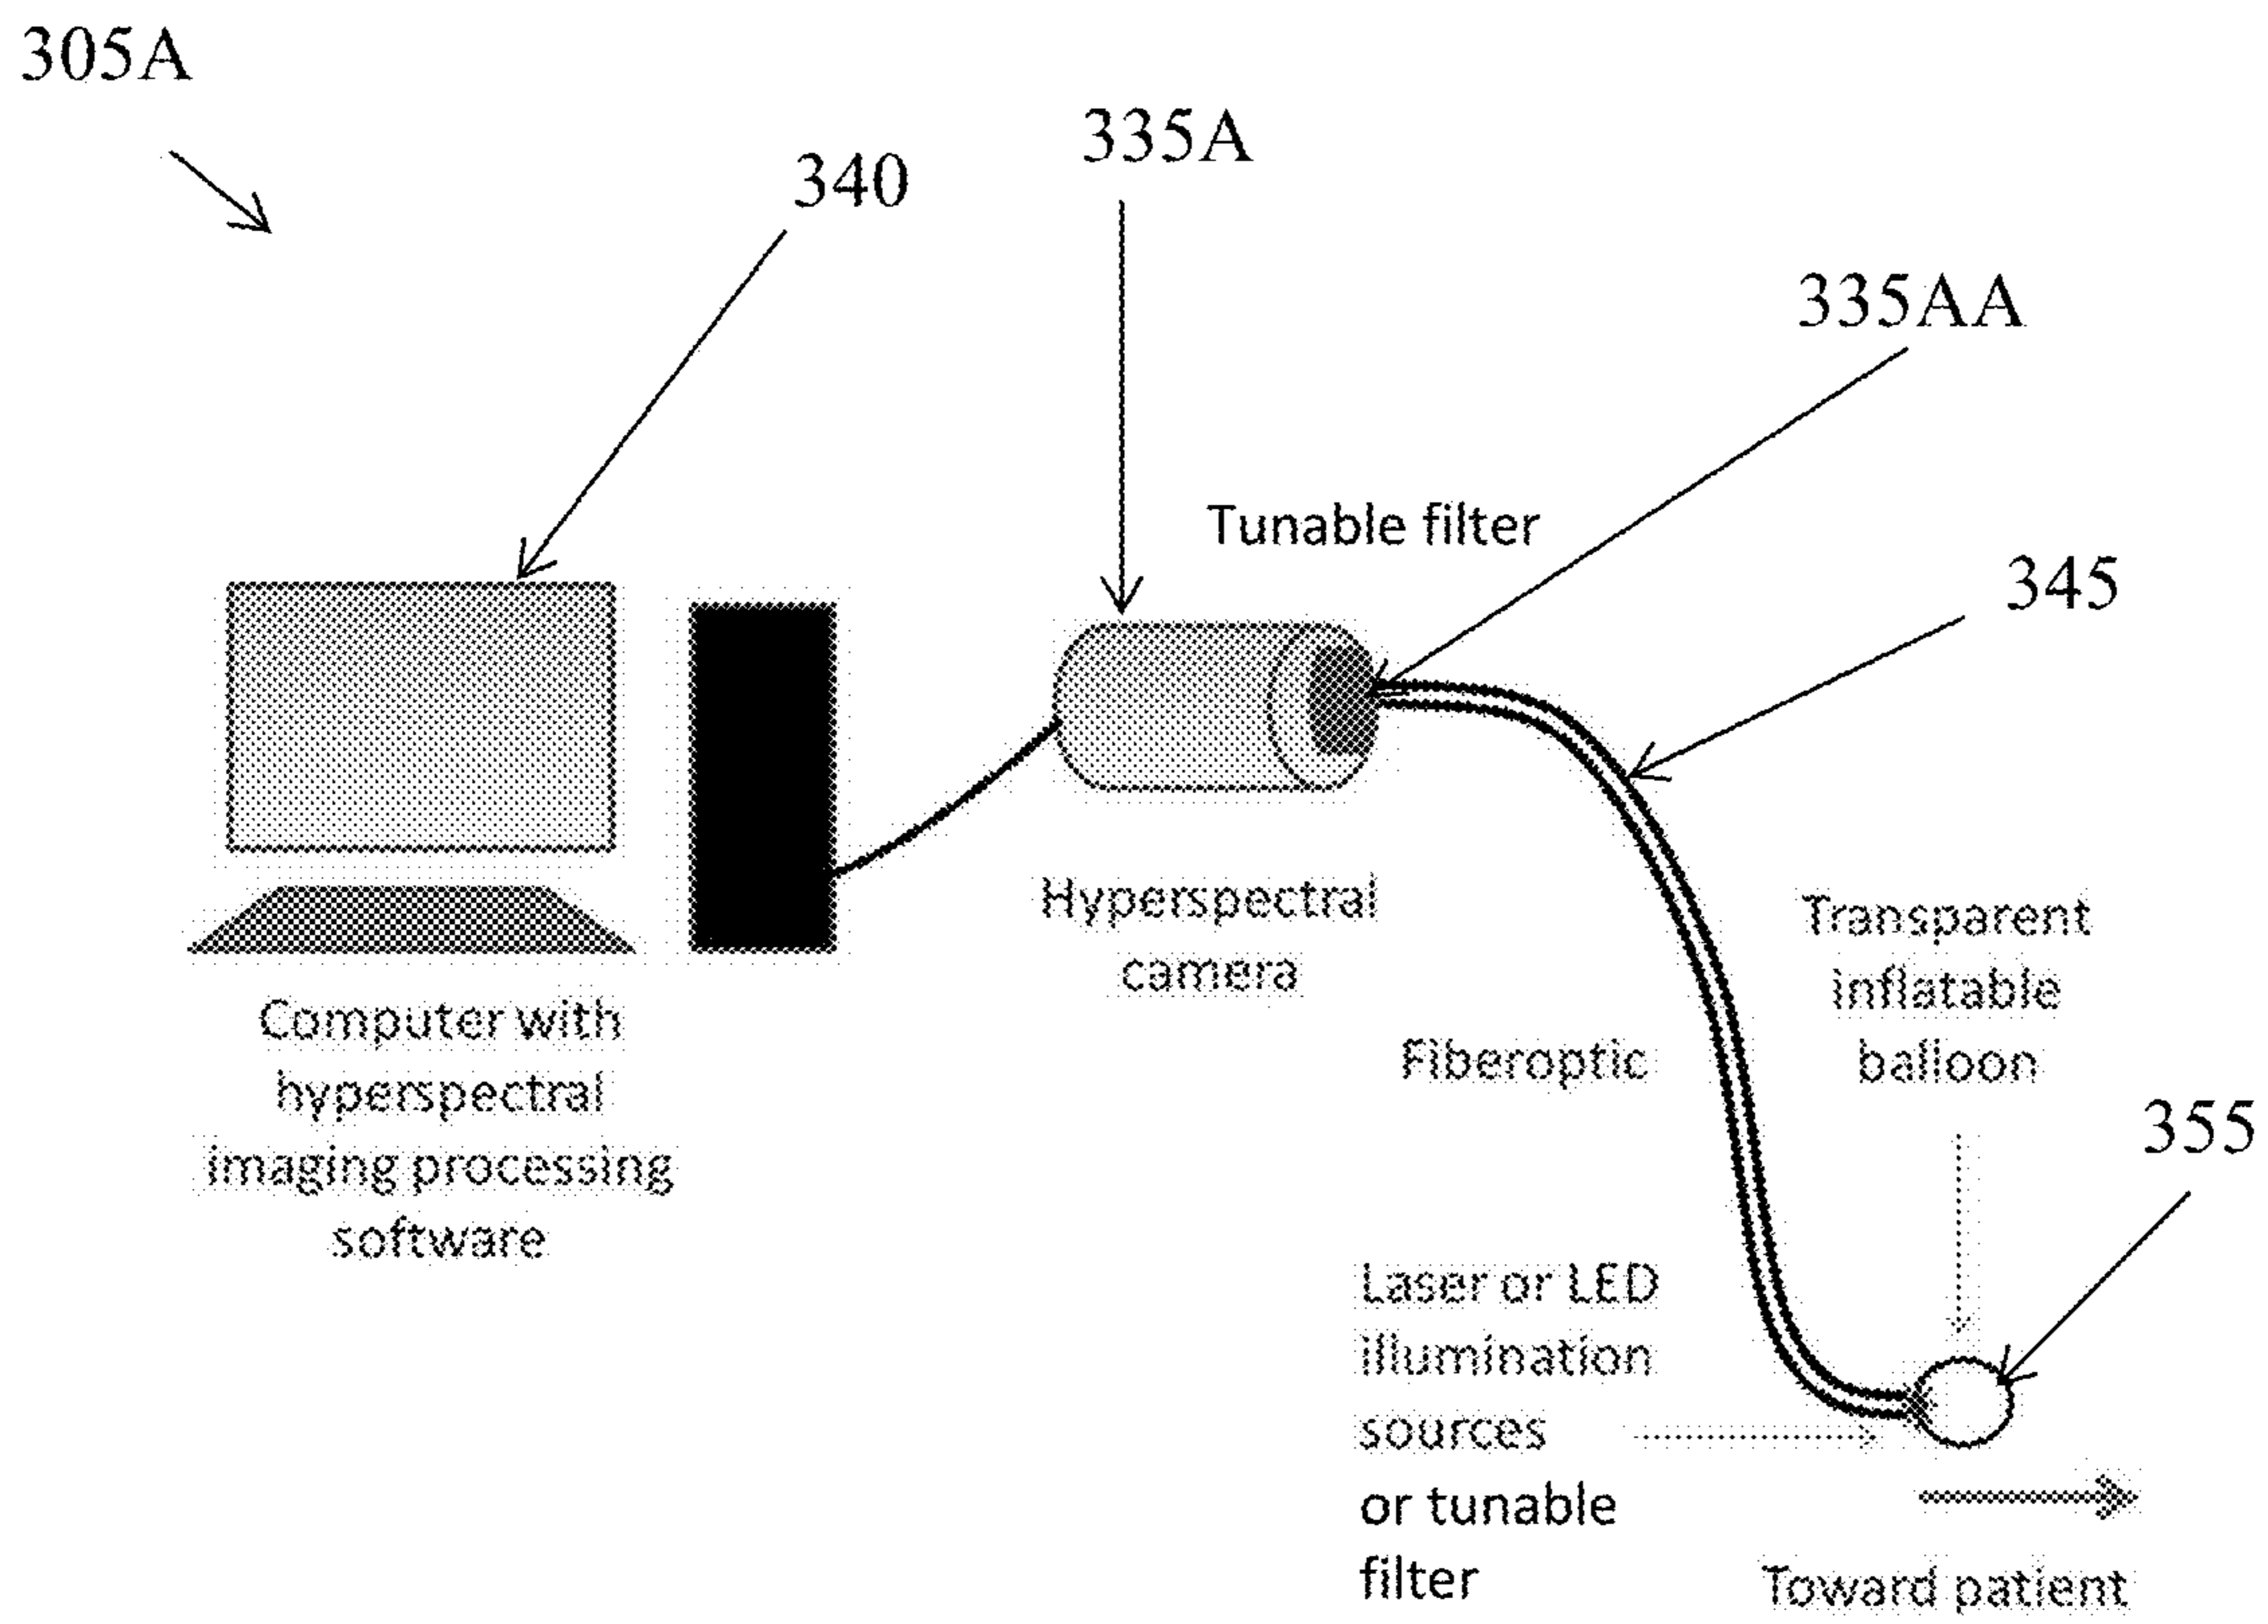 305A
340
335A
335AA
Tunable filter
345
Hyperspectral
camera
Transparent
inflatable
balloon
Fiberoptic
Computer with
hyperspectral
imaging processing
software
355
Laser or LED
illumination
sources
or tunable
filter
Toward patient